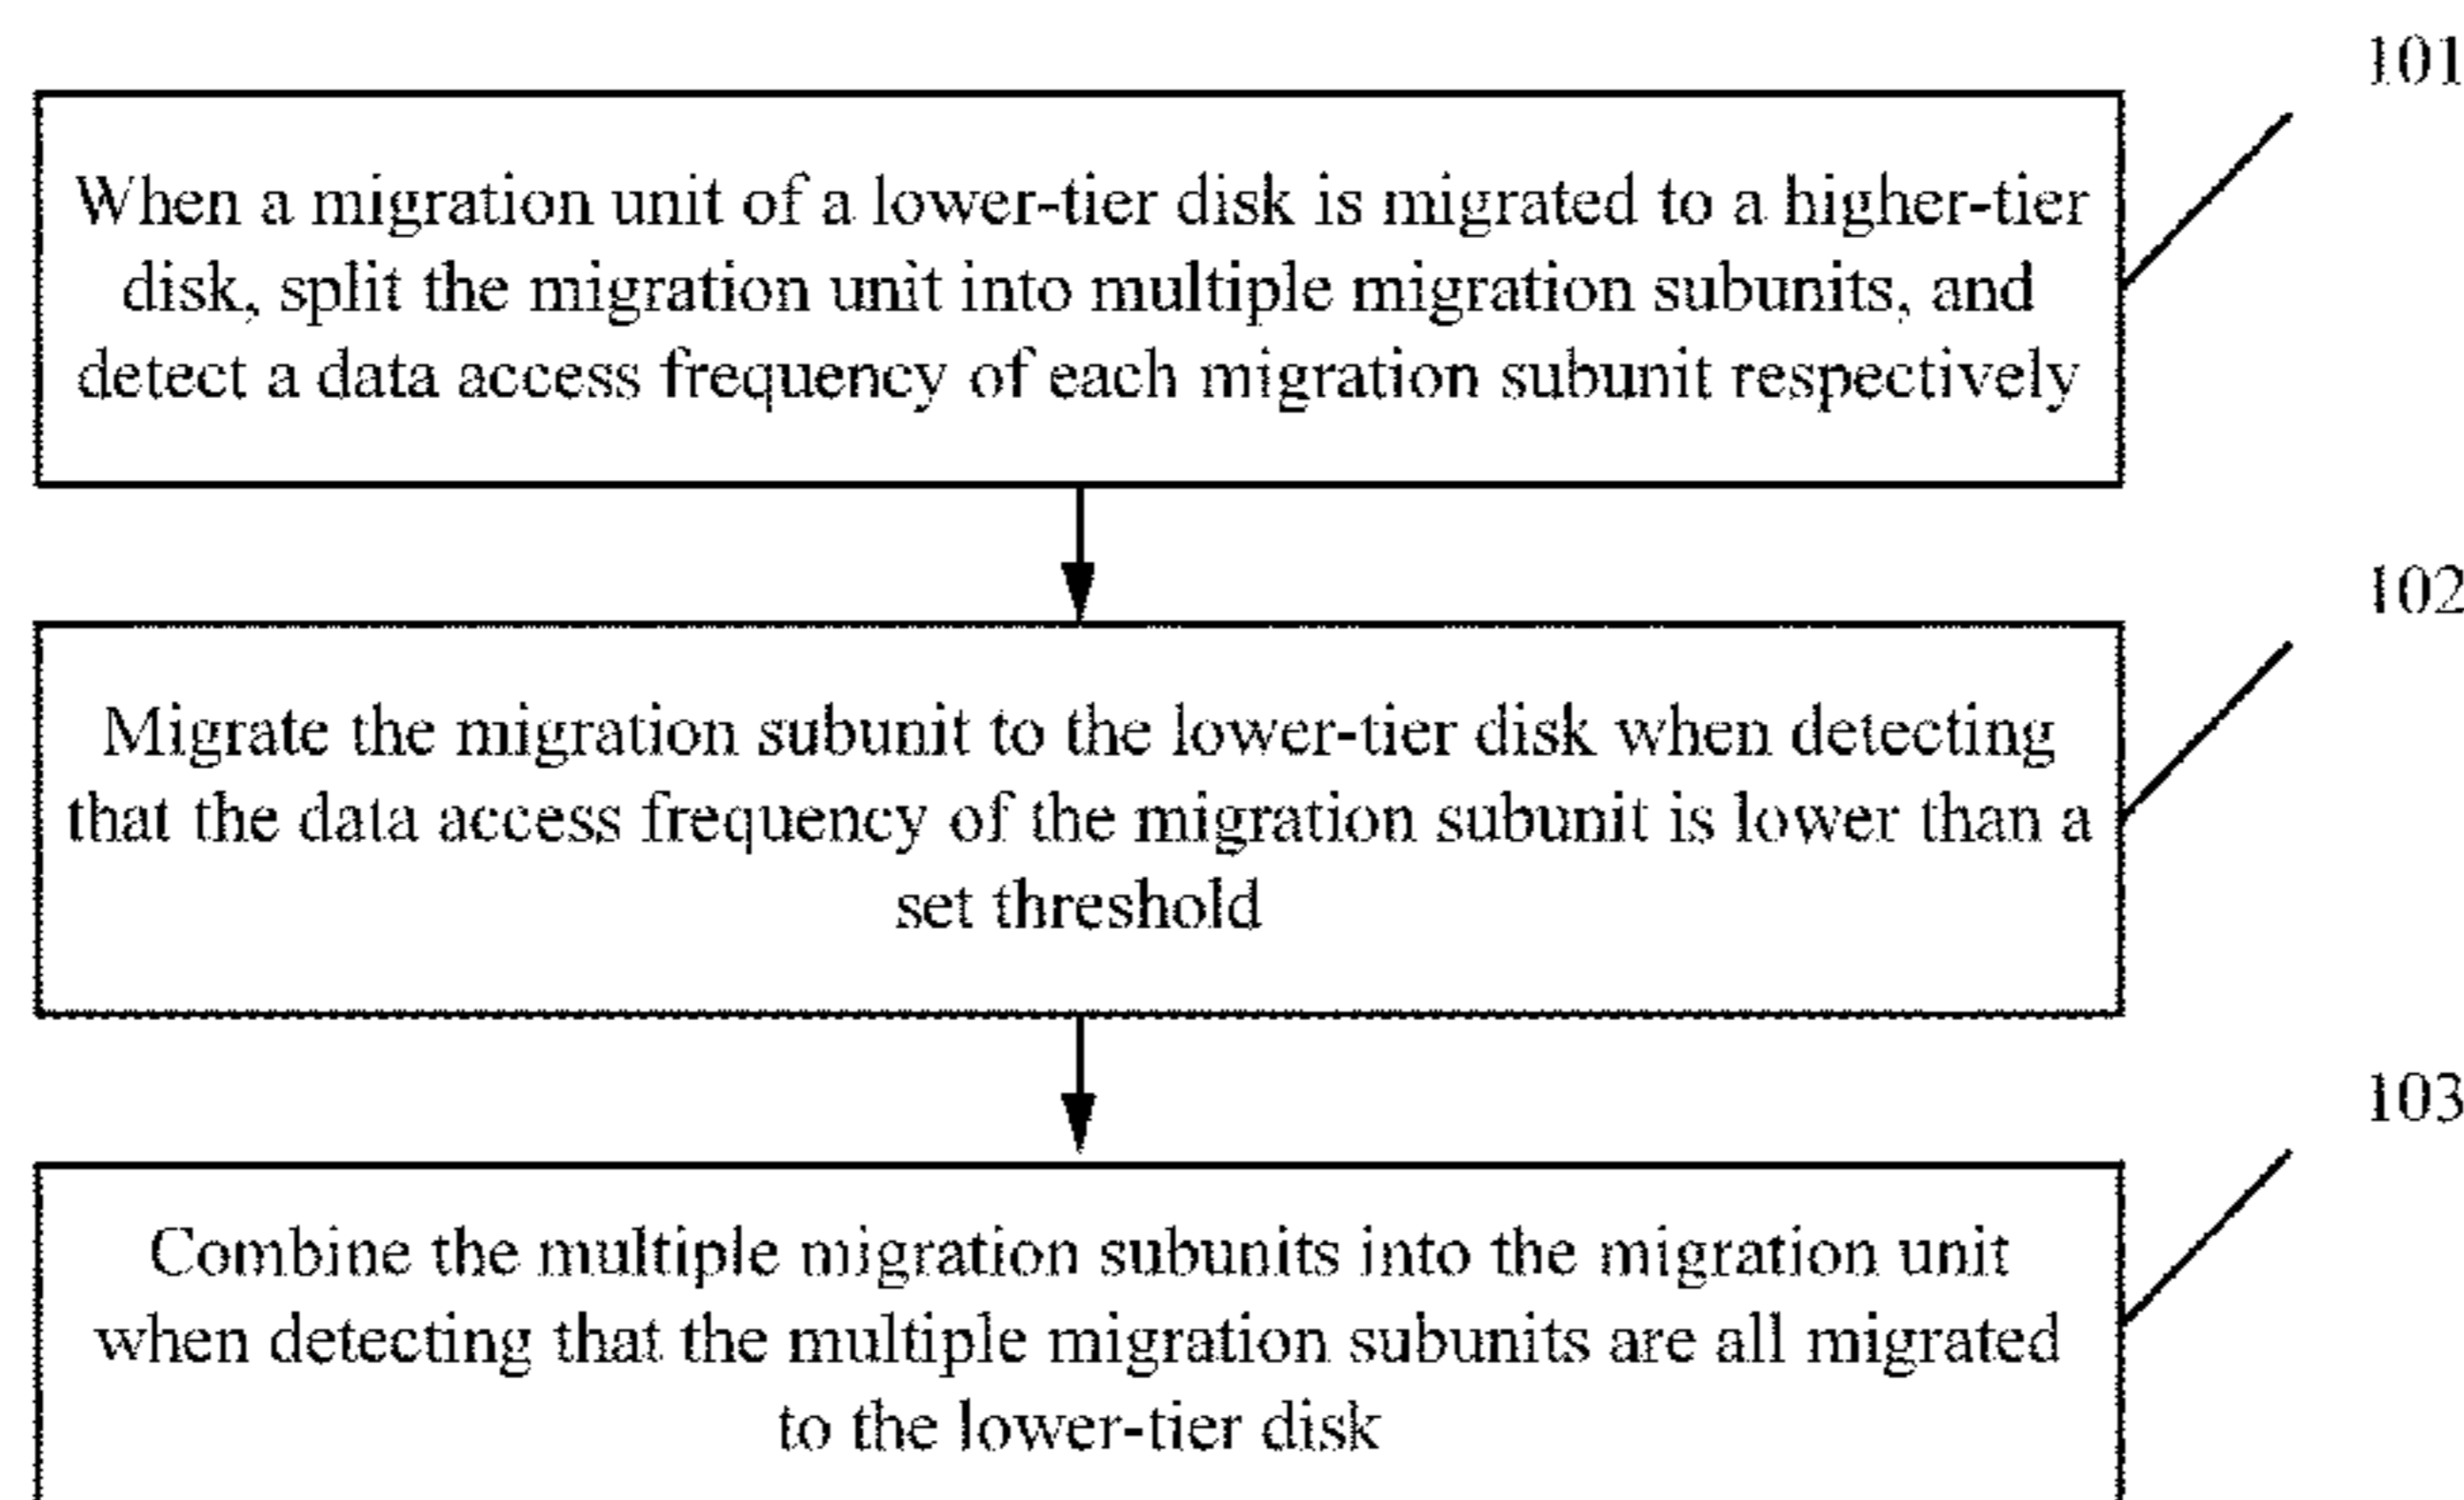 101
When a migration unit of a lower-tier disk is migrated to a higher-tier
disk, split the migration unit into multiple migration subunits, and
detect a data access frequency of each migration subunit respectively
102
Migrate the migration subunit to the lower-tier disk when detecting
that the data access frequency of the migration subunit is lower than a
set threshold
103
Combine the multiple migration subunits into the migration unit
when detecting that the multiple migration subunits are all migrated
to the lower-tier disk